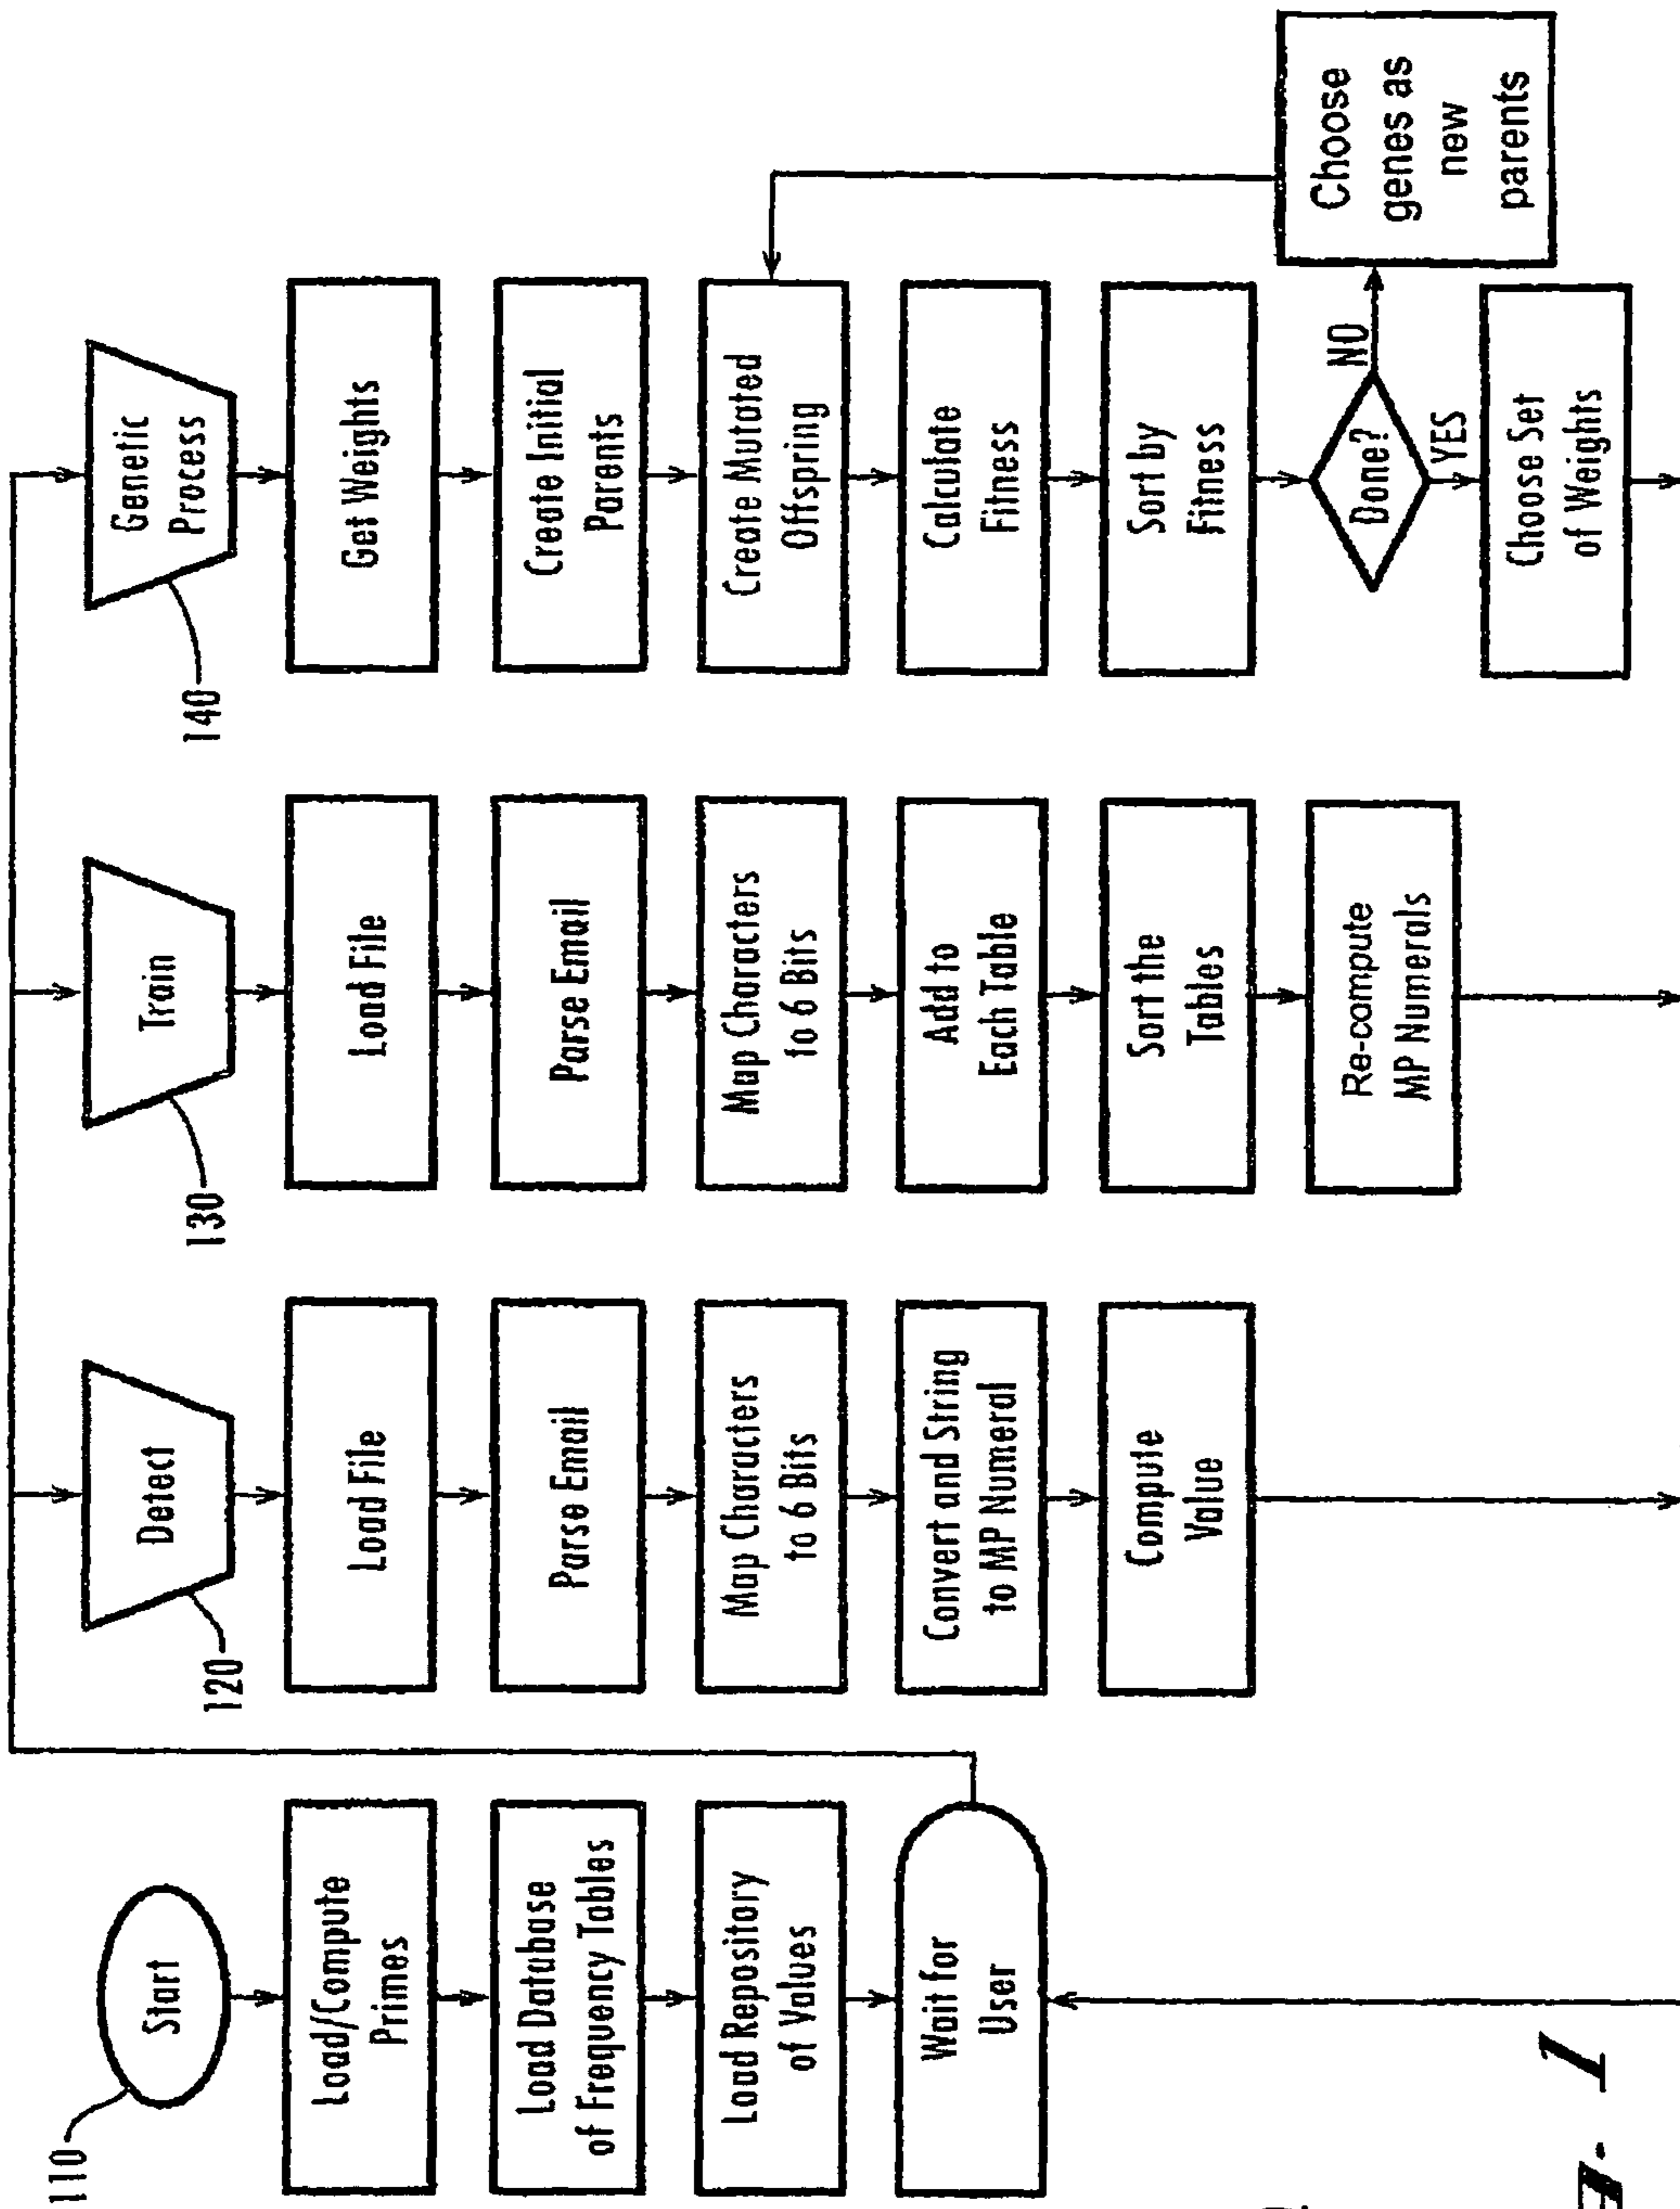 110
Start
Load/Compute
Primes
Load Database
of Frequency Tables
Load Repository
of Values
Wait for
User
120
Detect
Load File
Parse Email
Map Characters
to 6 Bits
Convert and String
to MP Numeral
Compute
Value
130
Train
Load File
Parse Email
Map Characters
to 6 Bits
Add to
Each Table
Sort the
Tables
Re-compute
MP Numerals
140
Genetic
Process
Get Weights
Create Initial
Parents
Create Mutated
Offspring
Calculate
Fitness
Sort by
Fitness
Done?
NO
YES
Choose
genes as
new
parents
Choose Set
of Weights
1